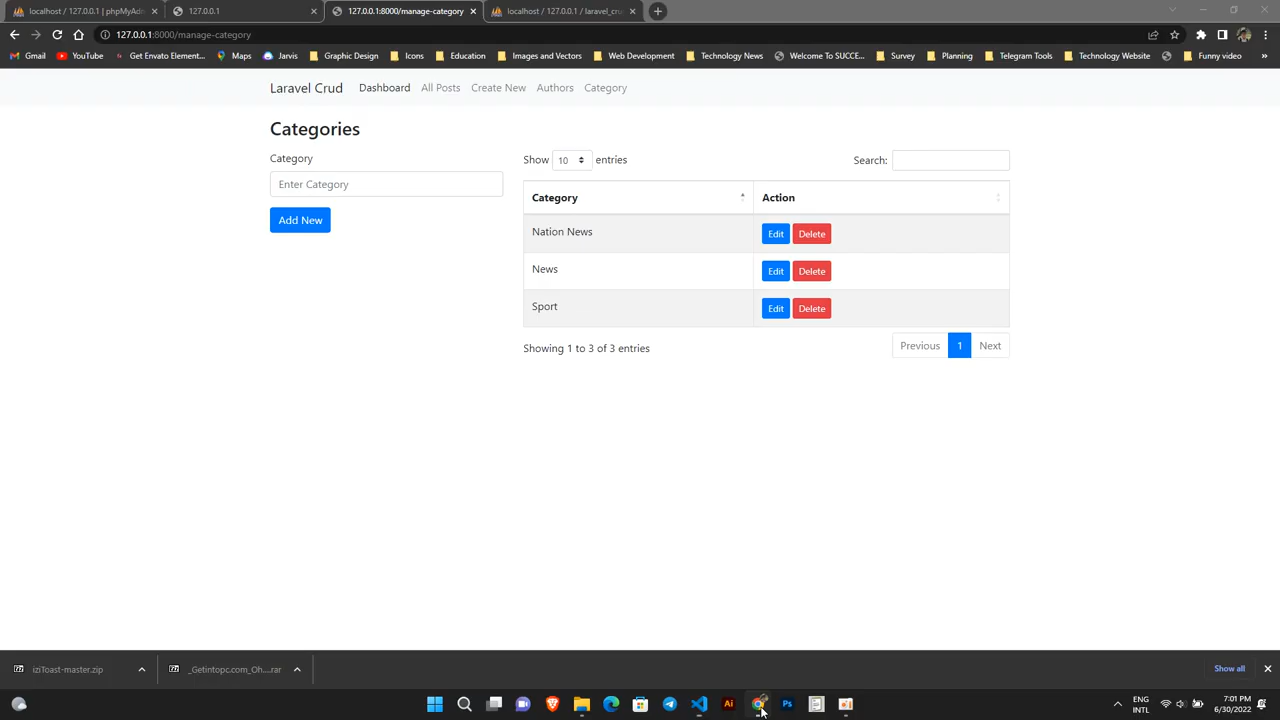 localhost / 127.0.0.1 | phpMyAdm
127.0.0.1
127.0.0.1:8000/manage-category
localhost / 127.0.0.1 / laravel_cru
127.0.0.1:8000/manage-category
Gmail
YouTube
Get Envato Element...
Maps
Jarvis
Graphic Design
Icons
Education
Images and Vectors
Web Development
Technology News
Welcome To SUCCE...
Survey
Planning
Telegram Tools
Technology Website
Funny video
»
Laravel Crud
Dashboard
All Posts
Create New
Authors
Category
Categories
Category
Enter Category
Add New
Show 10 entries
Search:
Category
Action
Nation News
Edit
Delete
News
Edit
Delete
Sport
Edit
Delete
Showing 1 to 3 of 3 entries
Previous
1
Next
iziToast-master.zip
_Getintopc.com_Oh....rar
Show all
Ai
Ps
ENG
INTL
7:01 PM
6/30/2022